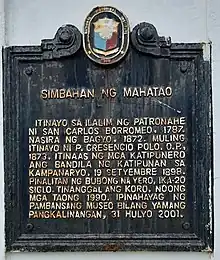 SIMBAHAN NG MAHATAO
ITINAYO SA ILALIM NG PATRONAHE
NI SAN CARLOS BORROMEO, 1787.
NASIRA NG BAGYO, 1872. MULING
ITINAYO NI P. CRESENCIO POLO, O.P.,
1873. ITINAAS NG MGA KATIPUNERO
ANG BANDILA NG KATIPUNAN SA
KAMPANARYO, 19 SETYEMBRE 1898.
PINALITAN NG BUBONG NA YERO, IKA-20
SIGLO. TINANGGAL ANG KORO, NOONG
MGA TAONG 1990. IPINAHAYAG NG
PAMBANSANG MUSEO BILANG YAMANG
PANGKALINANGAN, 31 HULYO 2001.